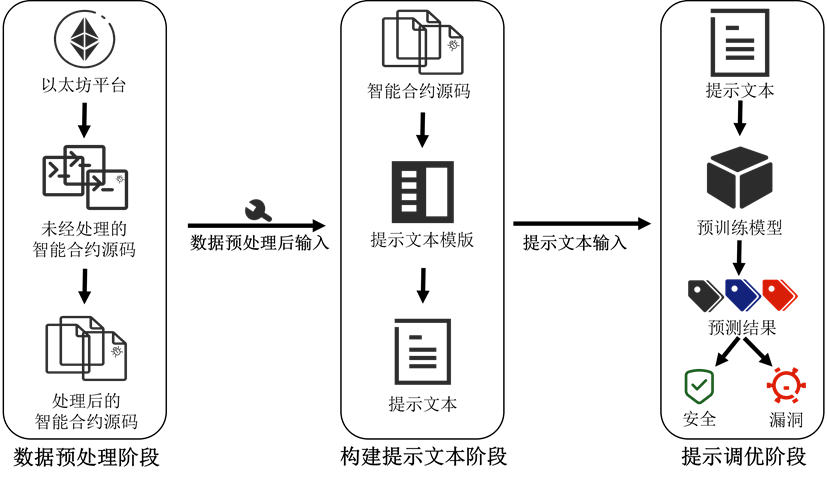 以太坊平台
未经处理的
智能合约源码
处理后的
智能合约源码
数据预处理阶段
数据预处理后输入
智能合约源码
提示文本模版
提示文本
构建提示文本阶段
提示文本输入
提示文本
预训练模型
预测结果
安全
漏洞
提示调优阶段